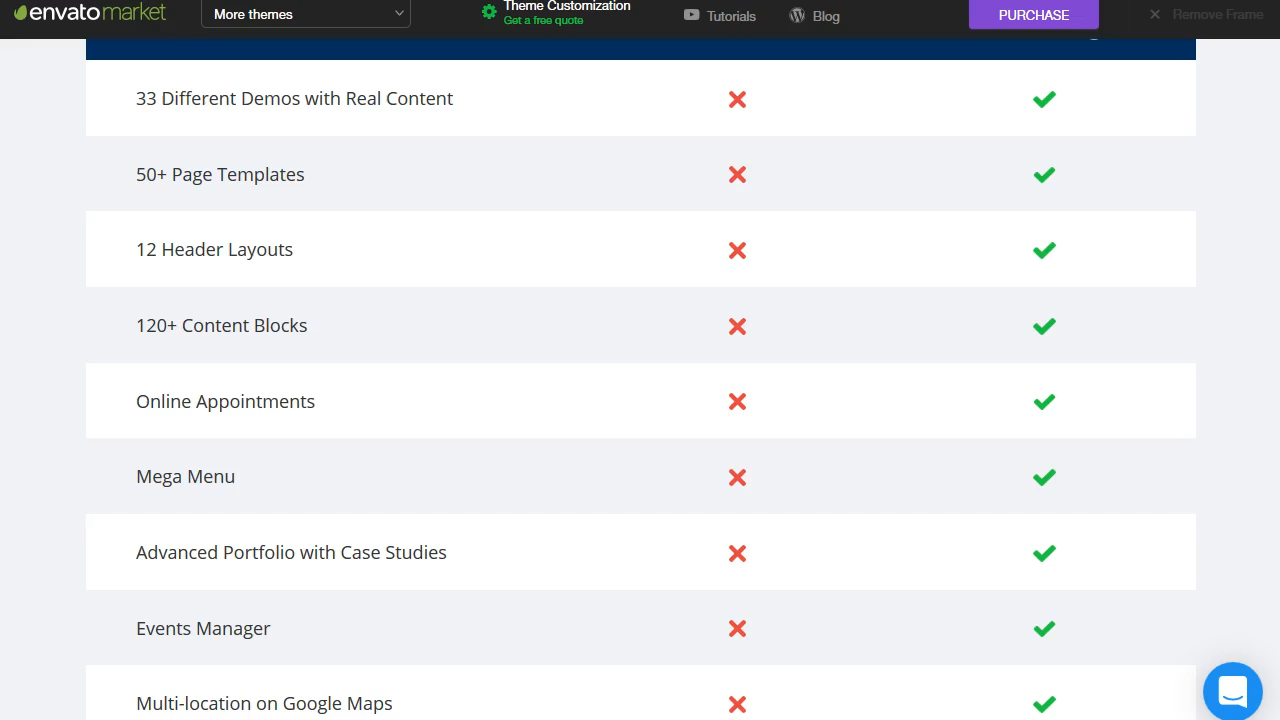 envatomarket
More themes
Theme Customization
Get a free quote
Tutorials
Blog
PURCHASE
Remove Frame
33 Different Demos with Real Content
50+ Page Templates
12 Header Layouts
120+ Content Blocks
Online Appointments
Mega Menu
Advanced Portfolio with Case Studies
Events Manager
Multi-location on Google Maps